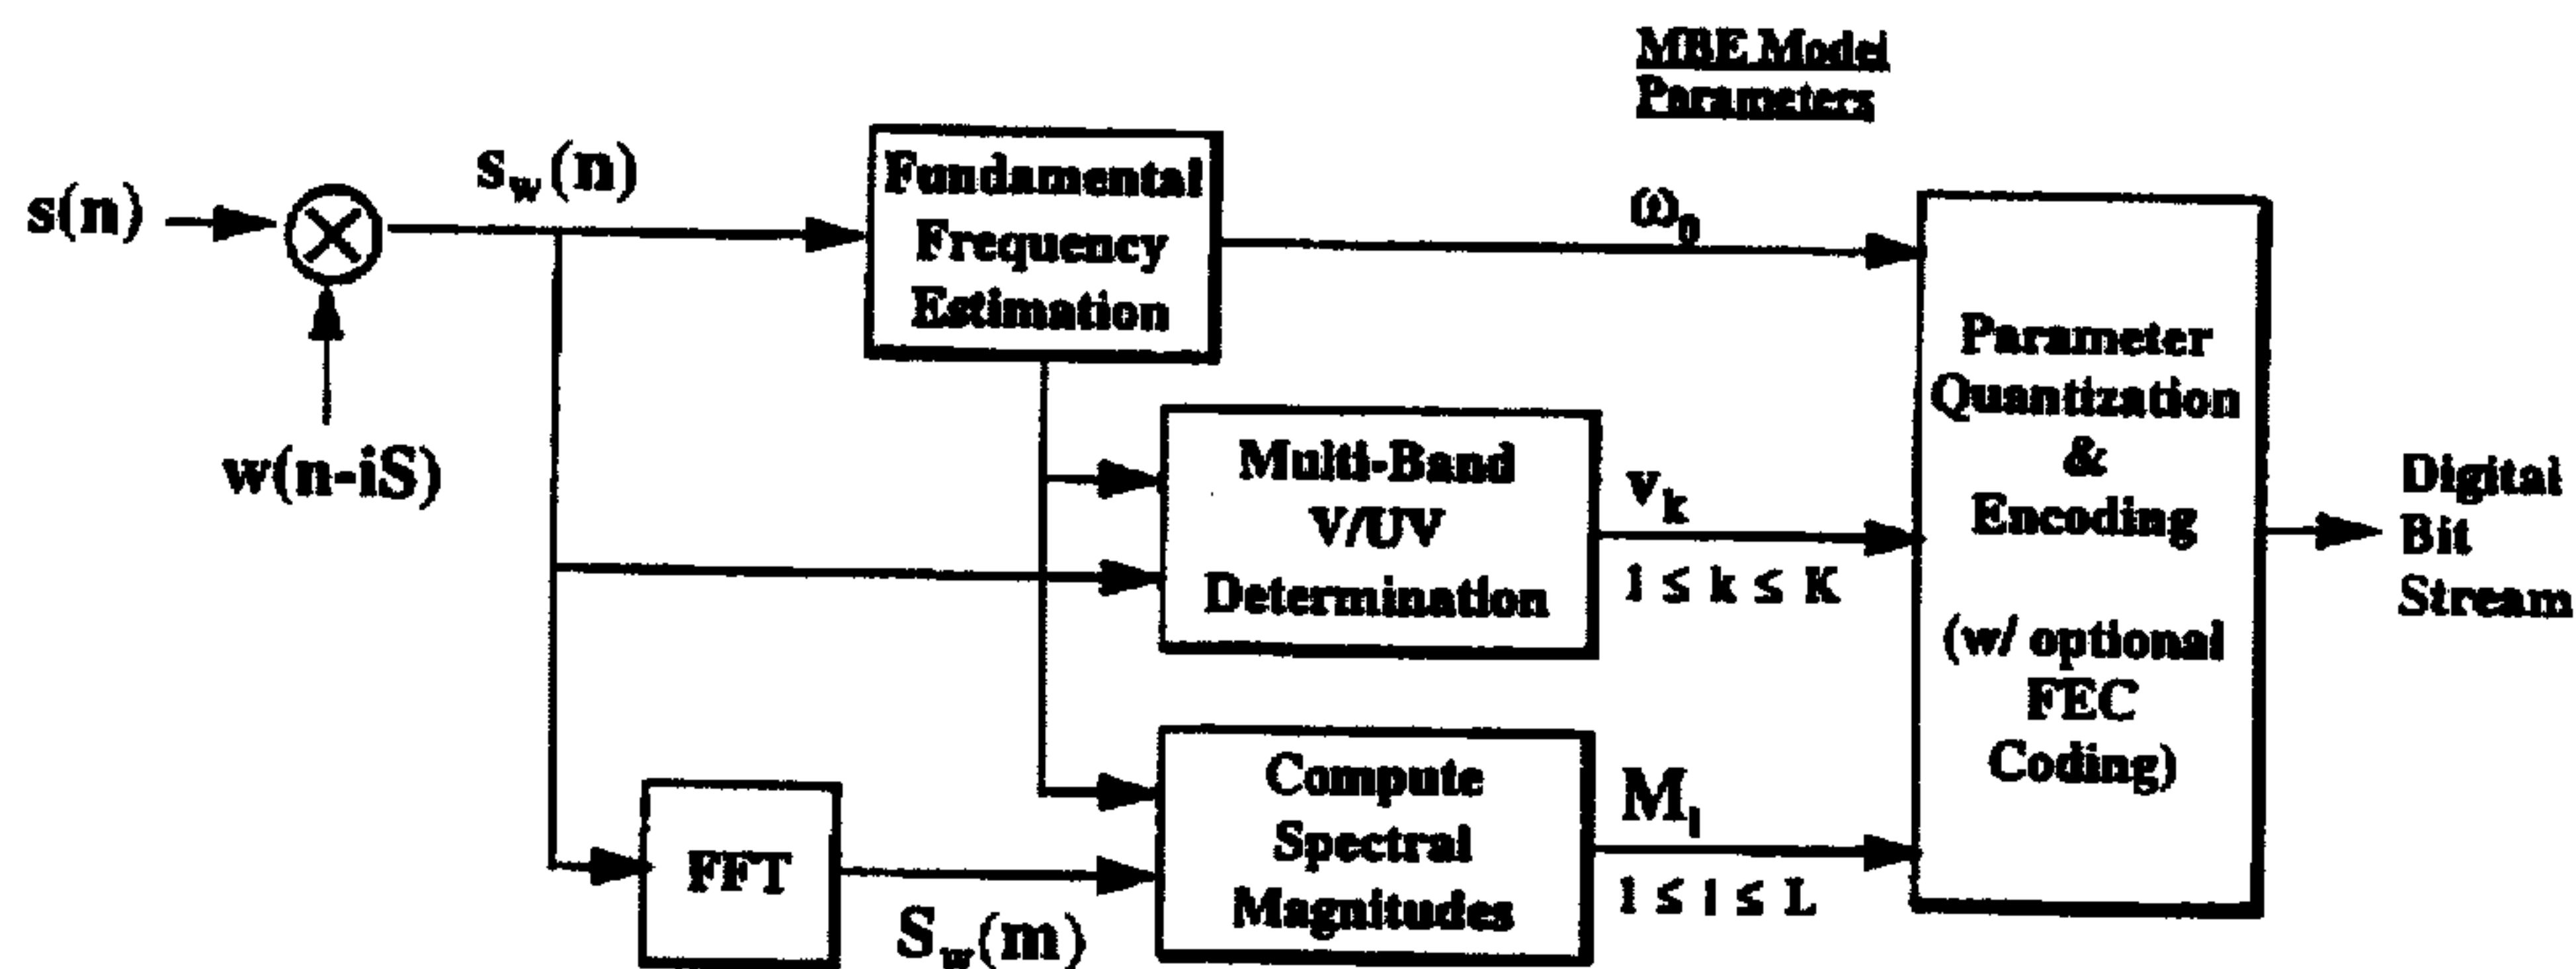 MBE Model
Parameters
s(n)
s_w(n)
w(n-iS)
Fundamental
Frequency
Estimation
ω₀
Multi-Band
V/UV
Determination
v_k
1 ≤ k ≤ K
FFT
S_w(m)
Compute
Spectral
Magnitudes
M_l
1 ≤ l ≤ L
Parameter
Quantization
&
Encoding
(w/ optional
FEC
Coding)
Digital
Bit
Stream